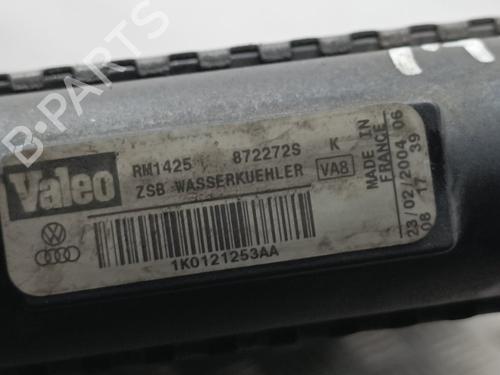 B-PARTS
Valeo
RM1425 872272S K
ZSB WASSERKUEHLER VA8
1K0121253AA
MADE IN
FRANCE
23/02/2004 06
08 17 39